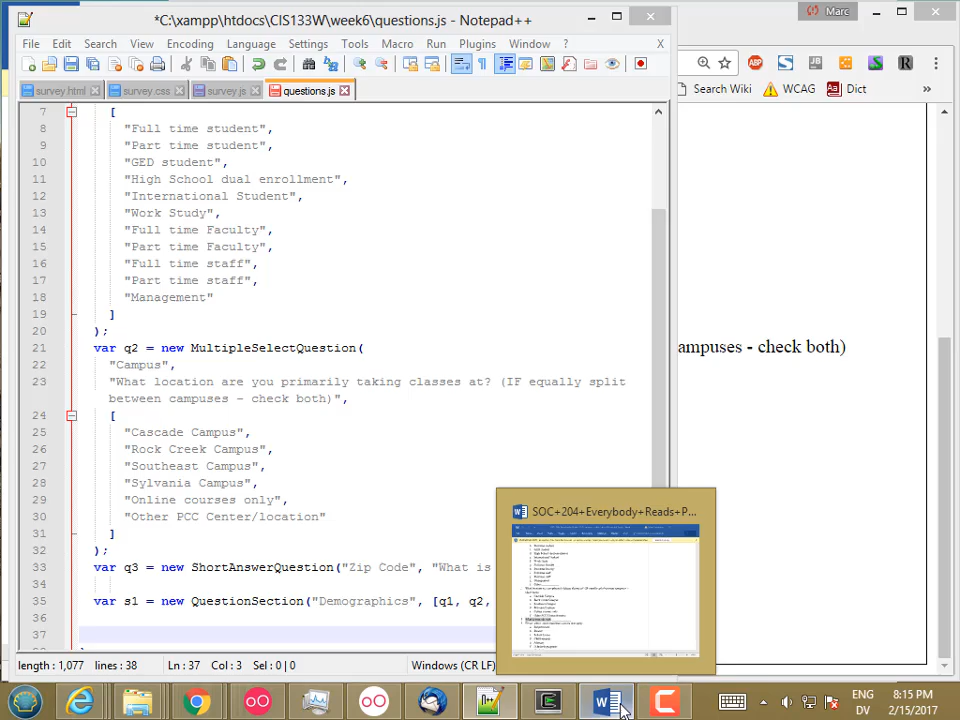 *C:\xampp\htdocs\CIS133W\week6\questions.js - Notepad++
Marc
File Edit Search View Encoding Language Settings Tools Macro Run Plugins Window ? X
ABP S JB S R
survey.html survey.css survey.js questions.js
Search Wiki WCAG Dict »
7 [
8 "Full time student",
9 "Part time student",
10 "GED student",
11 "High School dual enrollment",
12 "International Student",
13 "Work Study",
14 "Full time Faculty",
15 "Part time Faculty",
16 "Full time staff",
17 "Part time staff",
18 "Management"
19 ]
20 );
21 var q2 = new MultipleSelectQuestion(
22 "Campus",
23 "What location are you primarily taking classes at? (IF equally split
between campuses - check both)",
24 [
25 "Cascade Campus",
26 "Rock Creek Campus",
27 "Southeast Campus",
28 "Sylvania Campus",
29 "Online courses only",
30 "Other PCC Center/location"
31 ]
32 );
33 var q3 = new ShortAnswerQuestion("Zip Code", "What is
34
35 var s1 = new QuestionSection("Demographics", [q1, q2,
36
37
ampuses - check both)
SOC+204+Everybody+Reads+P...
length : 1,077 lines : 38 Ln : 37 Col : 3 Sel : 0 | 0 Windows (CR LF)
ENG
DV
8:15 PM
2/15/2017